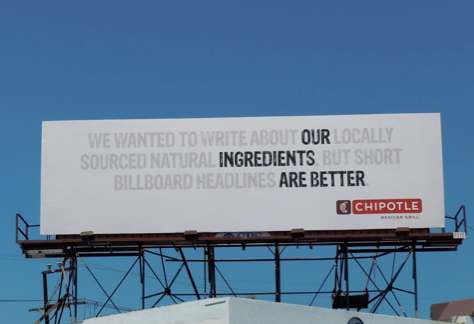 WE WANTED TO WRITE ABOUT OUR LOCALLY
SOURCED NATURAL INGREDIENTS, BUT SHORT
BILLBOARD HEADLINES ARE BETTER.
CHIPOTLE
MEXICAN GRILL